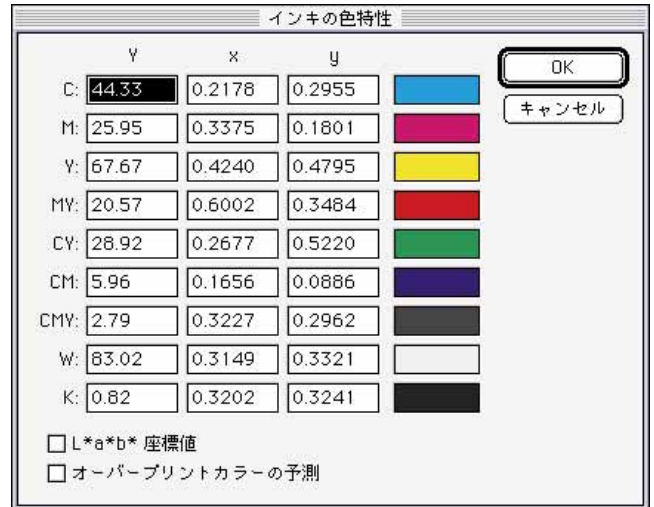 インキの色特性
Y x y
C: 44.33 0.2178 0.2955
M: 25.95 0.3375 0.1801
Y: 67.67 0.4240 0.4795
MY: 20.57 0.6002 0.3484
CY: 28.92 0.2677 0.5220
CM: 5.96 0.1656 0.0886
CMY: 2.79 0.3227 0.2962
W: 83.02 0.3149 0.3321
K: 0.82 0.3202 0.3241
OK
キャンセル
L*a*b* 座標値
オーバープリントカラーの予測